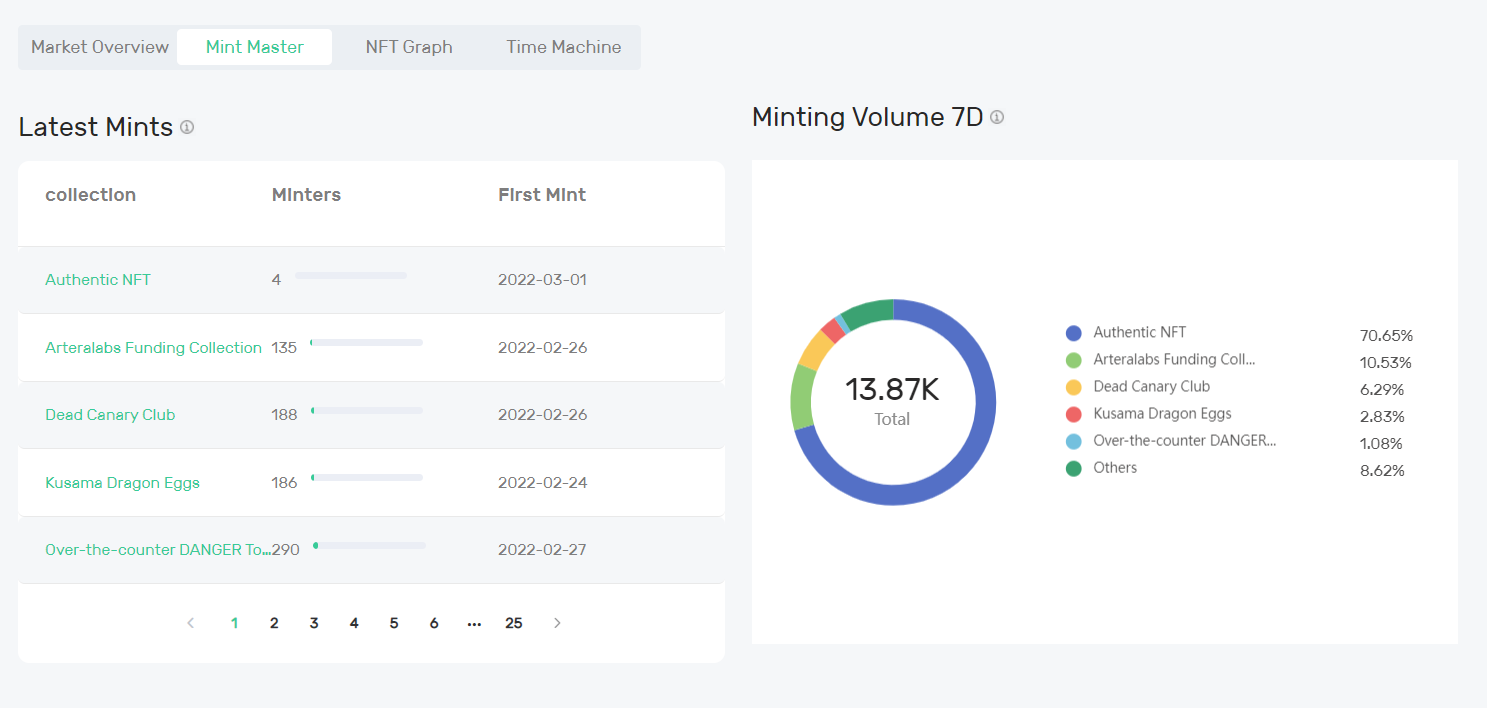 Market Overview Mint Master NFT Graph Time Machine
Latest Mints
collection Minters First Mint
Authentic NFT 4 2022-03-01
Arteralabs Funding Collection 135 2022-02-26
Dead Canary Club 188 2022-02-26
Kusama Dragon Eggs 186 2022-02-24
Over-the-counter DANGER To...290 2022-02-27
< 1 2 3 4 5 6 ... 25 >
Minting Volume 7D
13.87K
Total
Authentic NFT 70.65%
Arteralabs Funding Coll... 10.53%
Dead Canary Club 6.29%
Kusama Dragon Eggs 2.83%
Over-the-counter DANGER... 1.08%
Others 8.62%